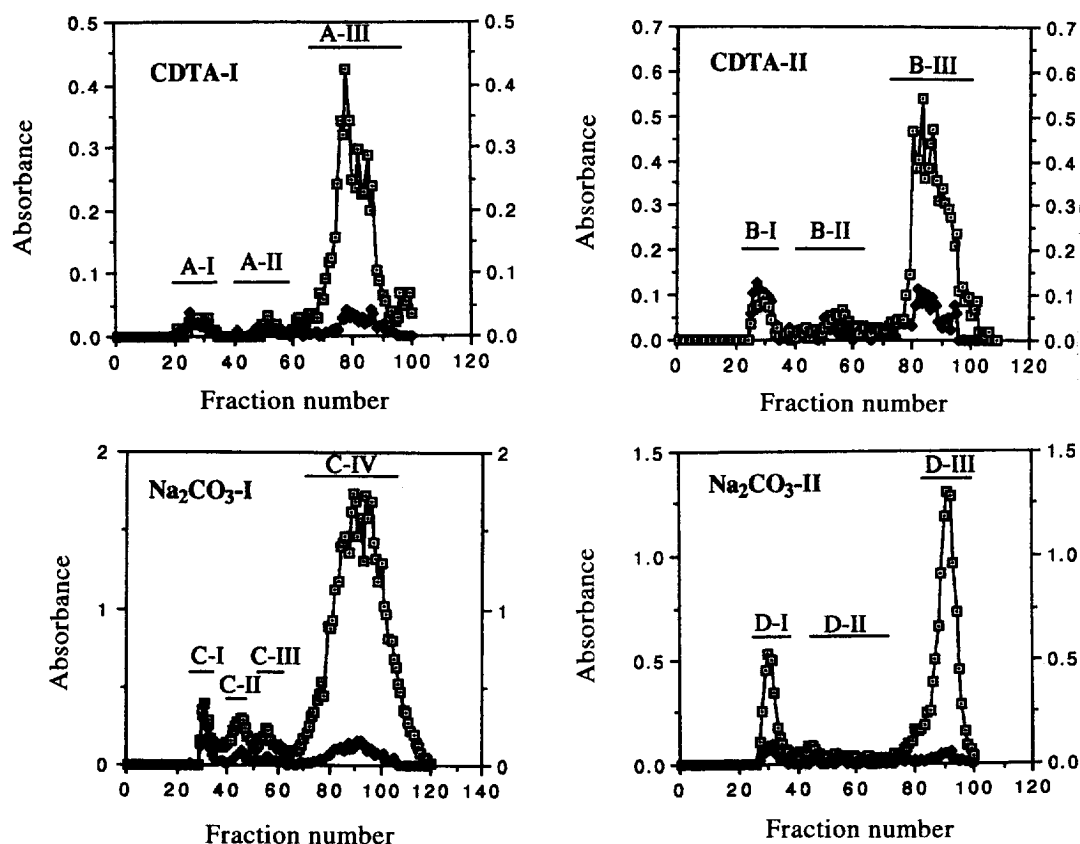 CDTA-I
A-III
A-I
A-II
0.5
0.4
0.3
0.2
0.1
0.0
0.5
0.4
0.3
0.2
0.1
0.0
0 20 40 60 80 100 120
Absorbance
Fraction number
CDTA-II
B-III
B-I
B-II
0.7
0.6
0.5
0.4
0.3
0.2
0.1
0.0
0.7
0.6
0.5
0.4
0.3
0.2
0.1
0.0
0 20 40 60 80 100 120
Absorbance
Fraction number
Na₂CO₃-I
C-IV
C-I
C-III
C-II
2
1
0
2
1
0
0 20 40 60 80 100 120 140
Absorbance
Fraction number
Na₂CO₃-II
D-III
D-I
D-II
1.5
1.0
0.5
0.0
1.5
1.0
0.5
0.0
0 20 40 60 80 100 120
Absorbance
Fraction number